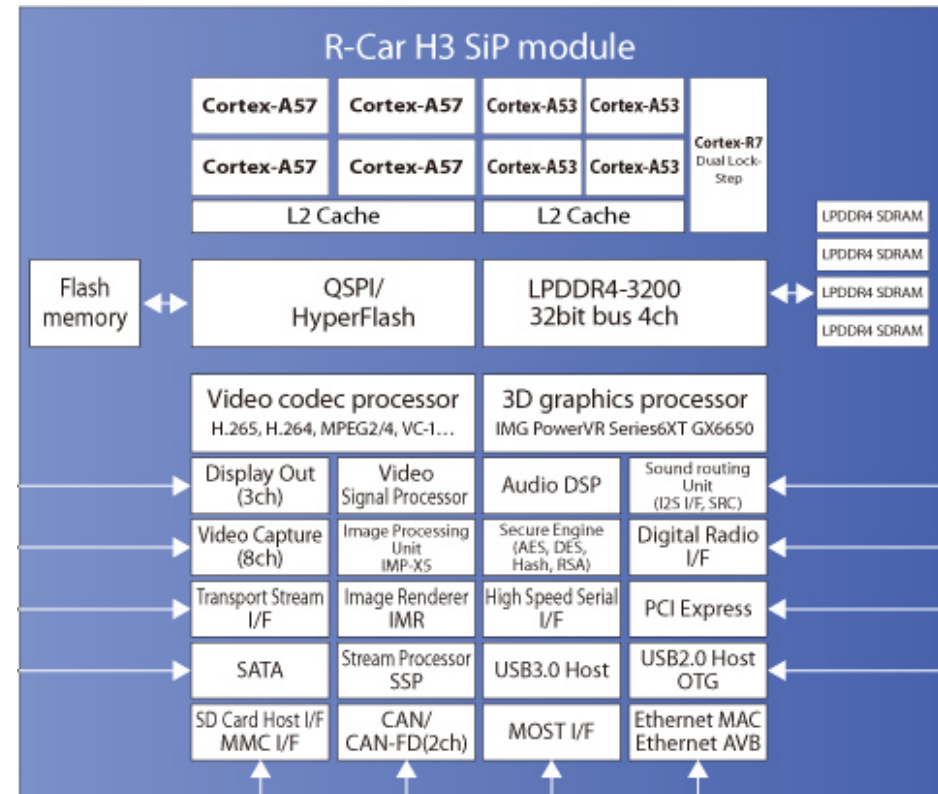 R-Car H3 SiP module
Cortex-A57
Cortex-A57
Cortex-A53
Cortex-A53
Cortex-R7
Dual Lock-
Step
Cortex-A57
Cortex-A57
Cortex-A53
Cortex-A53
L2 Cache
L2 Cache
LPDDR4 SDRAM
LPDDR4 SDRAM
LPDDR4 SDRAM
LPDDR4 SDRAM
Flash
memory
QSPI/
HyperFlash
LPDDR4-3200
32bit bus 4ch
Video codec processor
H.265, H.264, MPEG2/4, VC-1...
3D graphics processor
IMG PowerVR Series6XT GX6650
Display Out
(3ch)
Video
Signal Processor
Audio DSP
Sound routing
Unit
(I2S I/F, SRC)
Video Capture
(8ch)
Image Processing
Unit
IMP-X5
Secure Engine
(AES, DES,
Hash, RSA)
Digital Radio
I/F
Transport Stream
I/F
Image Renderer
IMR
High Speed Serial
I/F
PCI Express
SATA
Stream Processor
SSP
USB3.0 Host
USB2.0 Host
OTG
SD Card Host I/F
MMC I/F
CAN/
CAN-FD(2ch)
MOST I/F
Ethernet MAC
Ethernet AVB